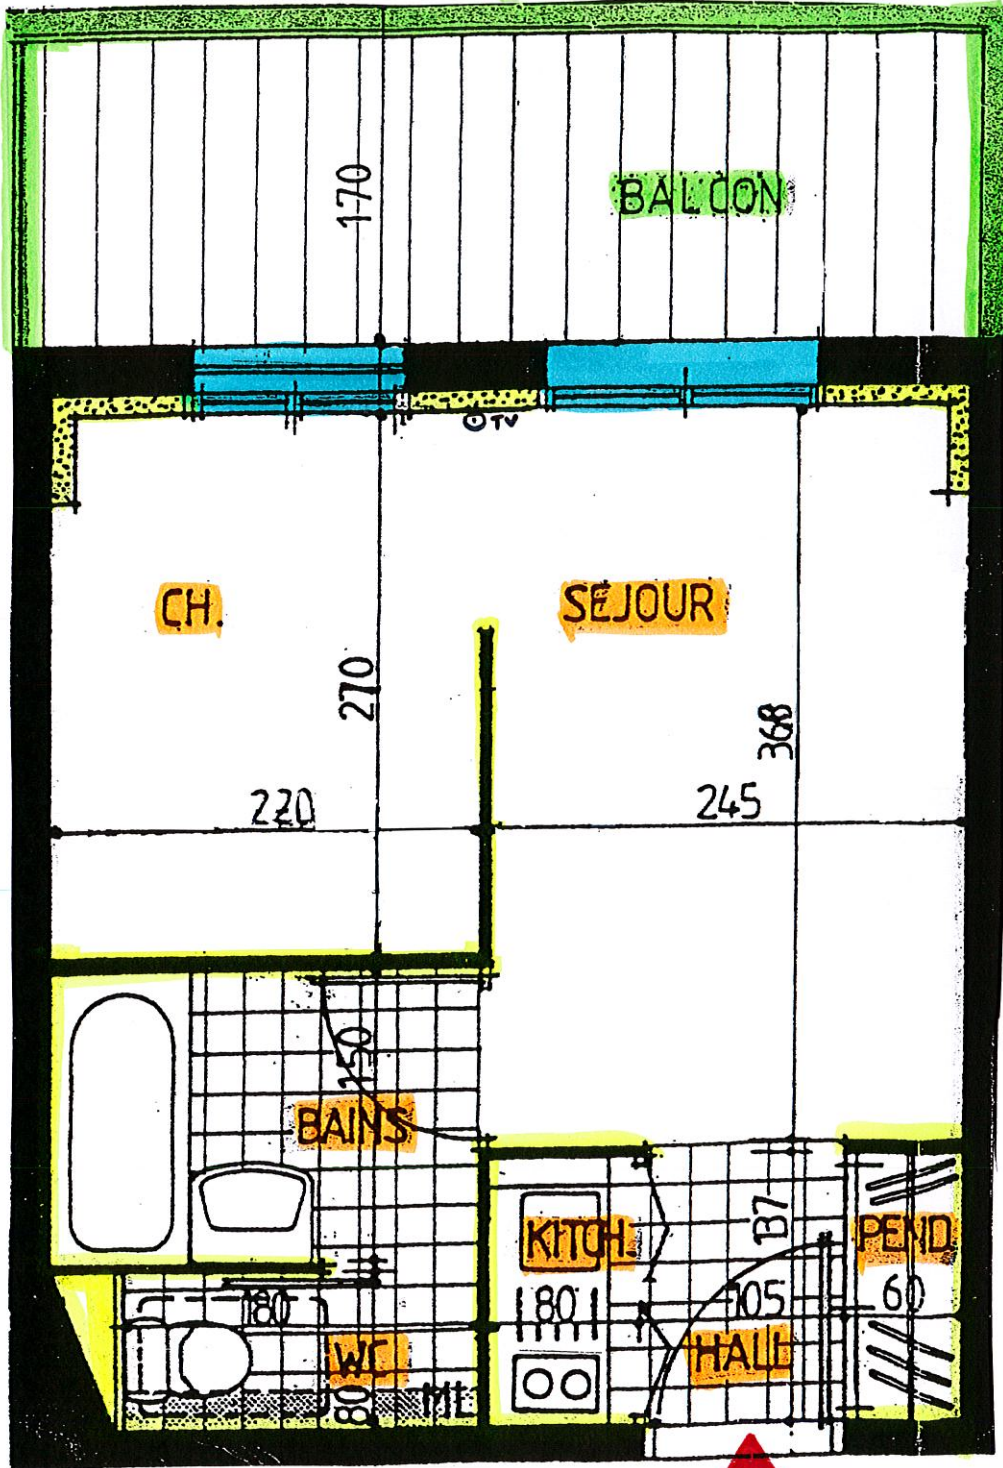 170
BALCON
TV
CH.
SEJOUR
270
368
220
245
150
BAINS
137
KITCH.
PEND.
180
80
105
60
WC
HALL
80
ML